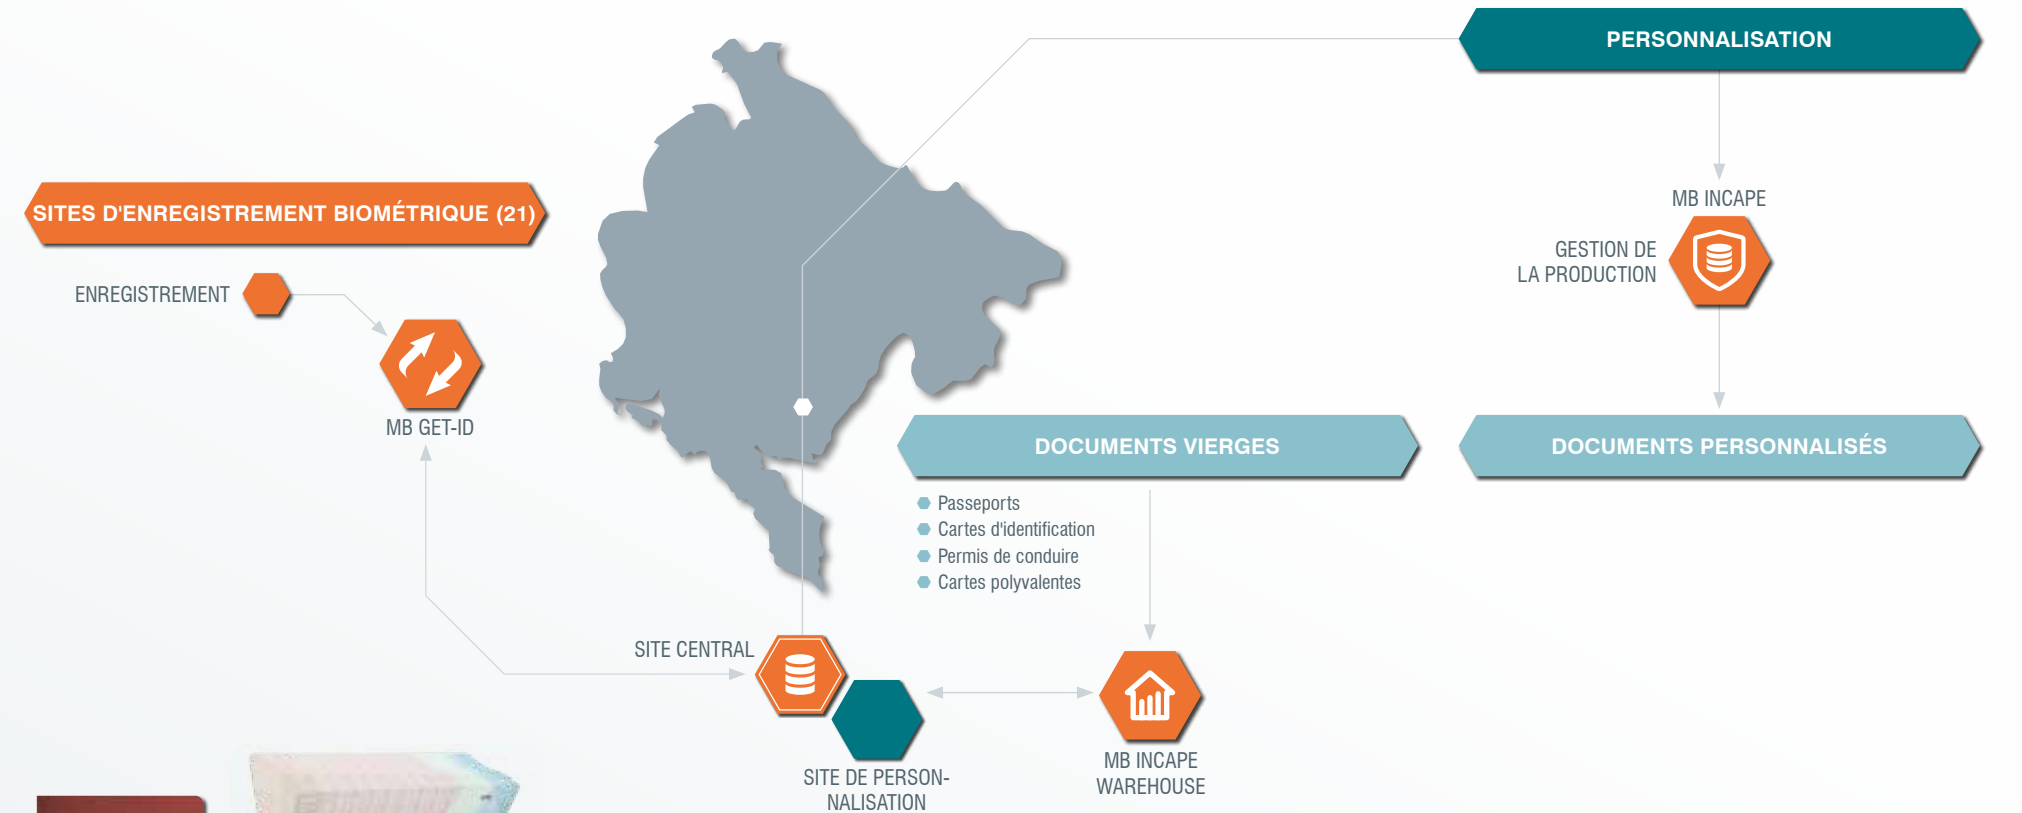 PERSONNALISATION
MB INCAPE
GESTION DE
LA PRODUCTION
SITES D'ENREGISTREMENT BIOMÉTRIQUE (21)
ENREGISTREMENT
MB GET-ID
DOCUMENTS VIERGES
DOCUMENTS PERSONNALISÉS
Passeports
Cartes d'identification
Permis de conduire
Cartes polyvalentes
SITE CENTRAL
SITE DE PERSON-
NALISATION
MB INCAPE
WAREHOUSE